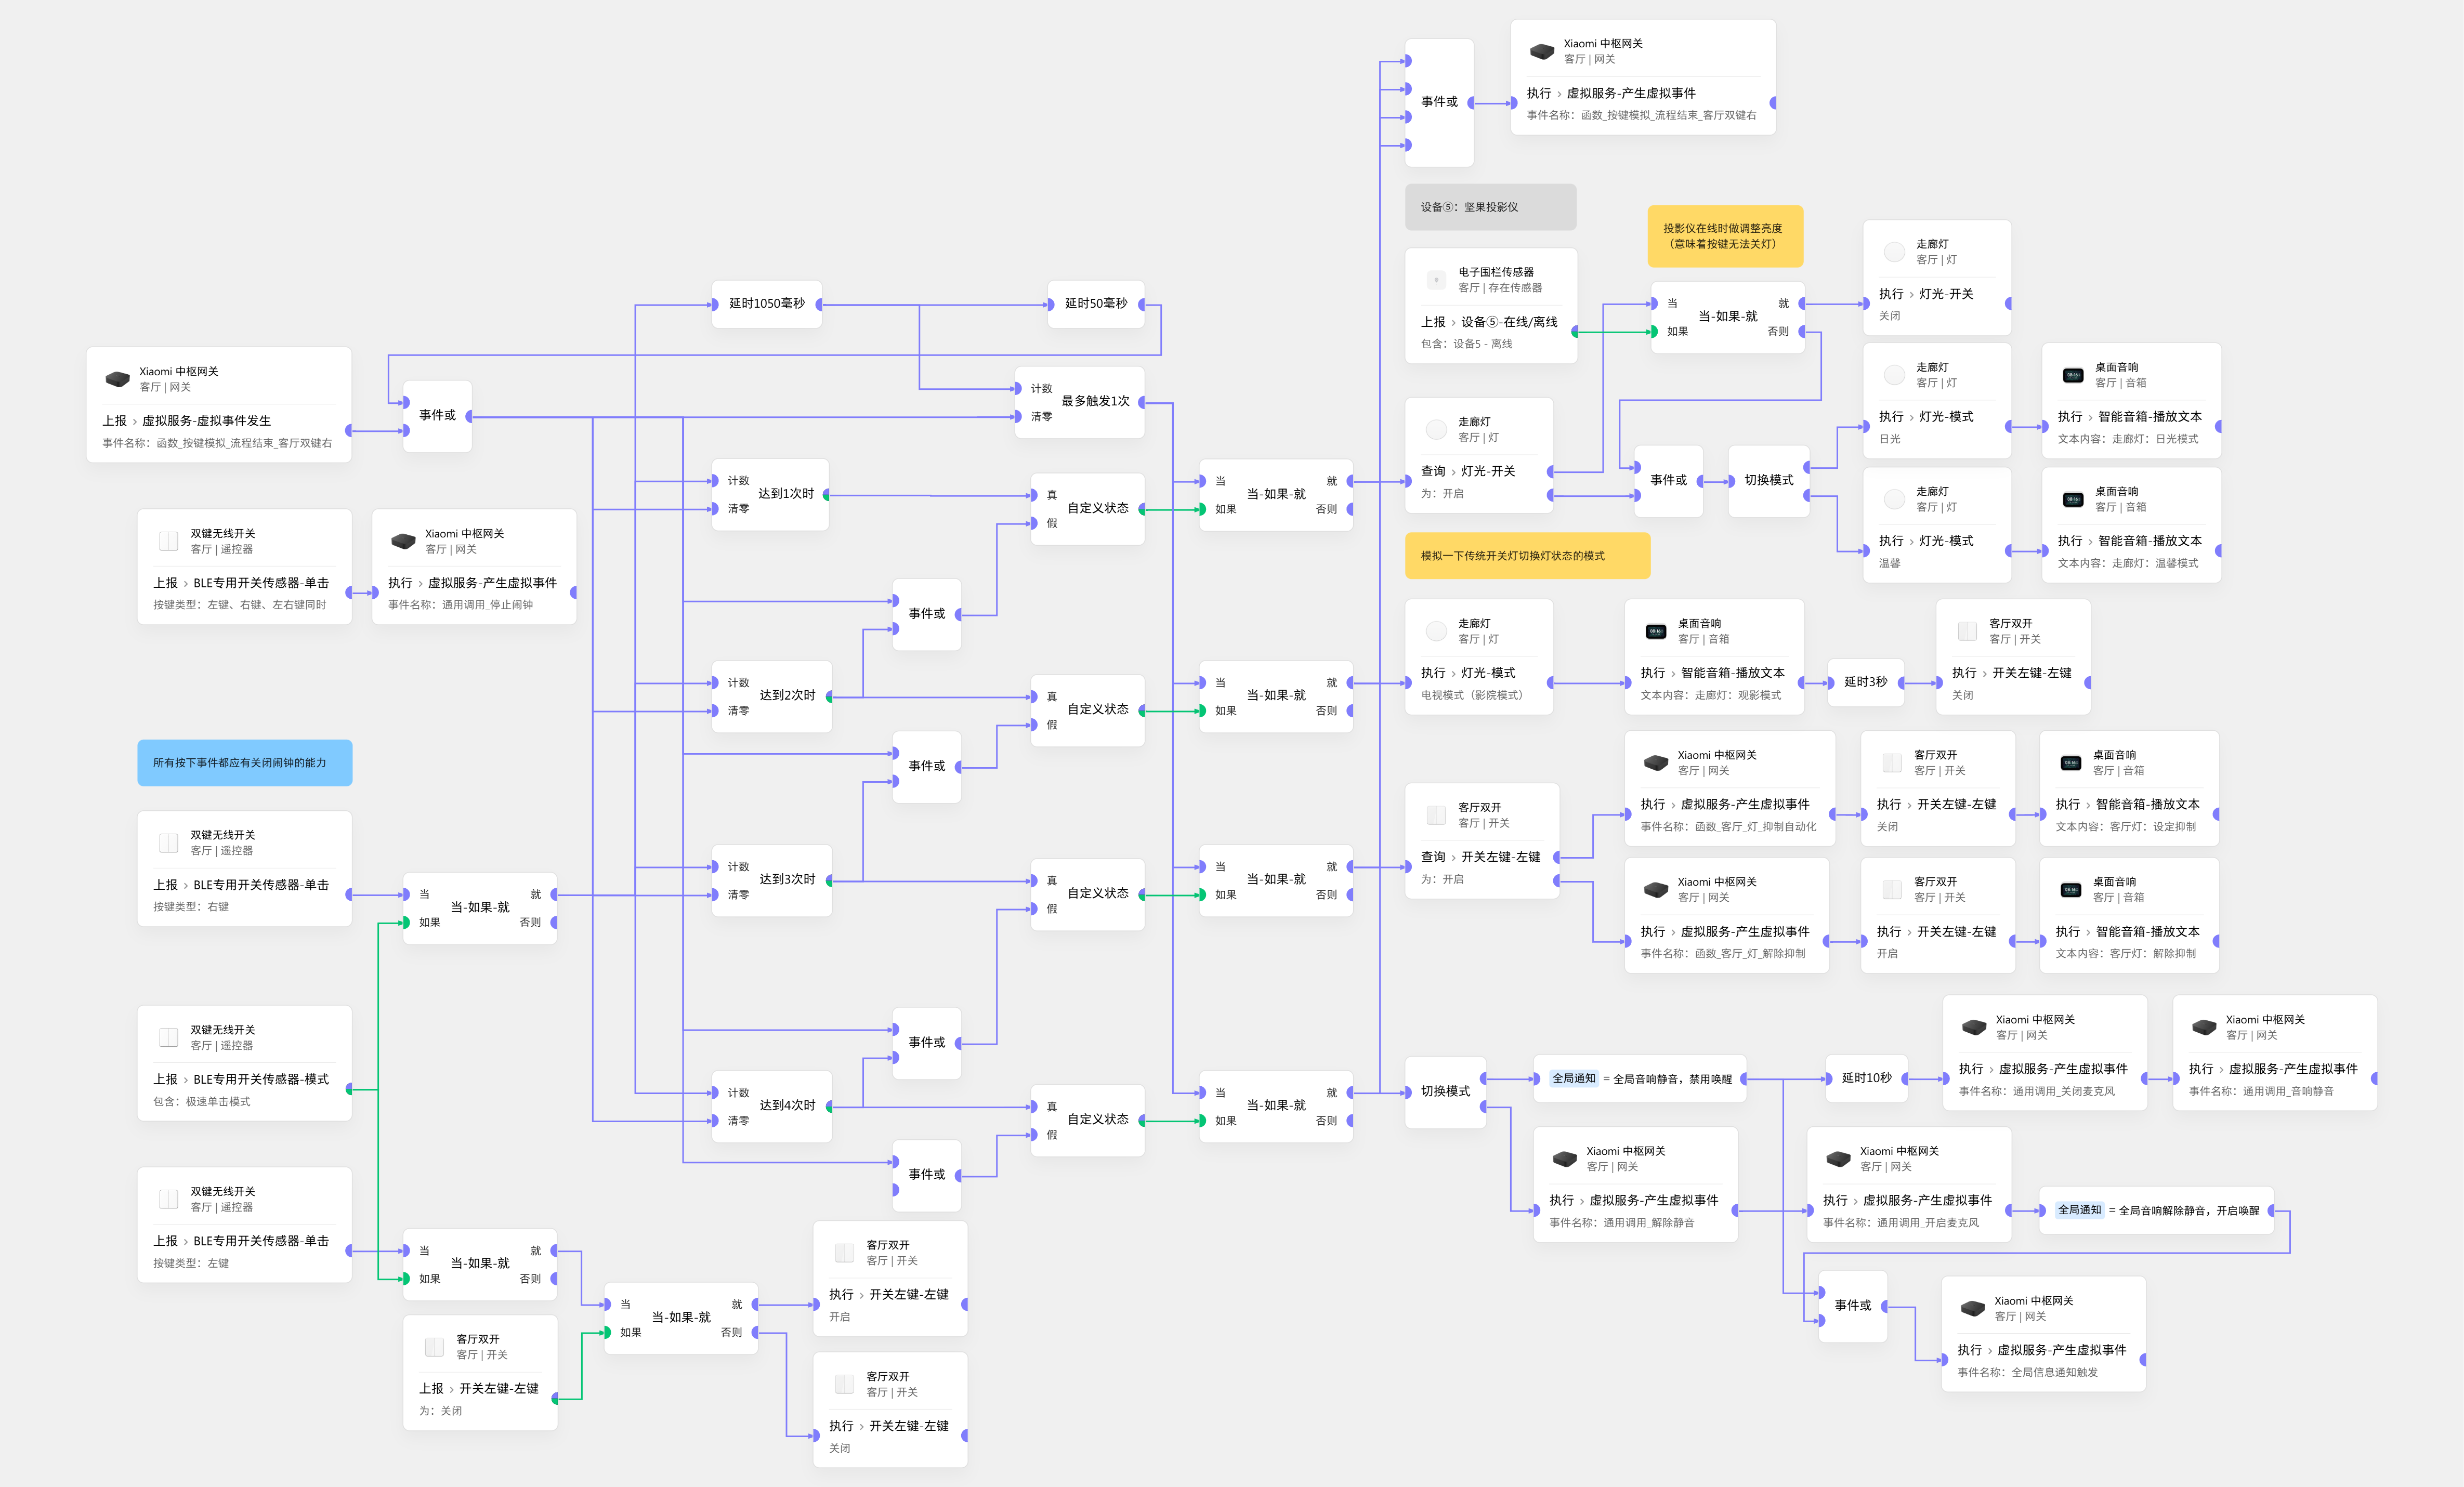 Xiaomi 中枢网关
客厅 | 网关
事件或
执行 › 虚拟服务-产生虚拟事件
事件名称：函数_按键模拟_流程结束_客厅双键右
设备⑤：坚果投影仪
投影仪在线时做调整亮度
（意味着按键无法关灯）
电子围栏传感器
客厅 | 存在传感器
上报 › 设备⑤-在线/离线
包含：设备5 - 离线
当
就
当-如果-就
如果
否则
走廊灯
客厅 | 灯
执行 › 灯光-开关
关闭
延时1050毫秒
延时50毫秒
Xiaomi 中枢网关
客厅 | 网关
上报 › 虚拟服务-虚拟事件发生
事件名称：函数_按键模拟_流程结束_客厅双键右
事件或
计数
最多触发1次
清零
走廊灯
客厅 | 灯
查询 › 灯光-开关
为：开启
事件或
切换模式
走廊灯
客厅 | 灯
执行 › 灯光-模式
日光
桌面音响
客厅 | 音箱
执行 › 智能音箱-播放文本
文本内容：走廊灯：日光模式
走廊灯
客厅 | 灯
执行 › 灯光-模式
温馨
桌面音响
客厅 | 音箱
执行 › 智能音箱-播放文本
文本内容：走廊灯：温馨模式
计数
达到1次时
清零
真
自定义状态
假
当
就
当-如果-就
如果
否则
双键无线开关
客厅 | 遥控器
上报 › BLE专用开关传感器-单击
按键类型：左键、右键、左右键同时
Xiaomi 中枢网关
客厅 | 网关
执行 › 虚拟服务-产生虚拟事件
事件名称：通用调用_停止闹钟
模拟一下传统开关灯切换灯状态的模式
事件或
计数
达到2次时
清零
真
自定义状态
假
当
就
当-如果-就
如果
否则
走廊灯
客厅 | 灯
执行 › 灯光-模式
电视模式（影院模式）
桌面音响
客厅 | 音箱
执行 › 智能音箱-播放文本
文本内容：走廊灯：观影模式
延时3秒
客厅双开
客厅 | 开关
执行 › 开关左键-左键
关闭
所有按下事件都应有关闭闹钟的能力
事件或
双键无线开关
客厅 | 遥控器
上报 › BLE专用开关传感器-单击
按键类型：右键
当
就
当-如果-就
如果
否则
计数
达到3次时
清零
真
自定义状态
假
当
就
当-如果-就
如果
否则
客厅双开
客厅 | 开关
查询 › 开关左键-左键
为：开启
Xiaomi 中枢网关
客厅 | 网关
执行 › 虚拟服务-产生虚拟事件
事件名称：函数_客厅_灯_抑制自动化
客厅双开
客厅 | 开关
执行 › 开关左键-左键
关闭
桌面音响
客厅 | 音箱
执行 › 智能音箱-播放文本
文本内容：客厅灯：设定抑制
Xiaomi 中枢网关
客厅 | 网关
执行 › 虚拟服务-产生虚拟事件
事件名称：函数_客厅_灯_解除抑制
客厅双开
客厅 | 开关
执行 › 开关左键-左键
开启
桌面音响
客厅 | 音箱
执行 › 智能音箱-播放文本
文本内容：客厅灯：解除抑制
双键无线开关
客厅 | 遥控器
上报 › BLE专用开关传感器-模式
包含：极速单击模式
事件或
计数
达到4次时
清零
真
自定义状态
假
当
就
当-如果-就
如果
否则
切换模式
全局通知 = 全局音响静音，禁用唤醒
延时10秒
Xiaomi 中枢网关
客厅 | 网关
执行 › 虚拟服务-产生虚拟事件
事件名称：通用调用_关闭麦克风
Xiaomi 中枢网关
客厅 | 网关
执行 › 虚拟服务-产生虚拟事件
事件名称：通用调用_音响静音
事件或
Xiaomi 中枢网关
客厅 | 网关
执行 › 虚拟服务-产生虚拟事件
事件名称：通用调用_解除静音
Xiaomi 中枢网关
客厅 | 网关
执行 › 虚拟服务-产生虚拟事件
事件名称：通用调用_开启麦克风
全局通知 = 全局音响解除静音，开启唤醒
双键无线开关
客厅 | 遥控器
上报 › BLE专用开关传感器-单击
按键类型：左键
当
就
当-如果-就
如果
否则
客厅双开
客厅 | 开关
上报 › 开关左键-左键
为：关闭
当
就
当-如果-就
如果
否则
客厅双开
客厅 | 开关
执行 › 开关左键-左键
开启
客厅双开
客厅 | 开关
执行 › 开关左键-左键
关闭
事件或
Xiaomi 中枢网关
客厅 | 网关
执行 › 虚拟服务-产生虚拟事件
事件名称：全局信息通知触发